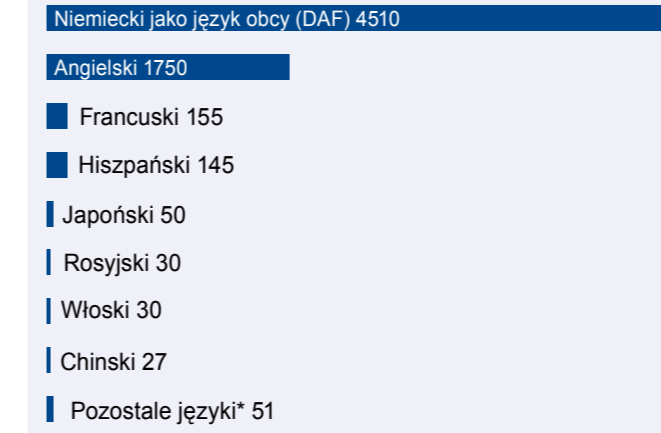 Niemiecki jako język obcy (DAF) 4510
Angielski 1750
Francuski 155
Hiszpański 145
Japoński 50
Rosyjski 30
Włoski 30
Chinski 27
Pozostale języki* 51